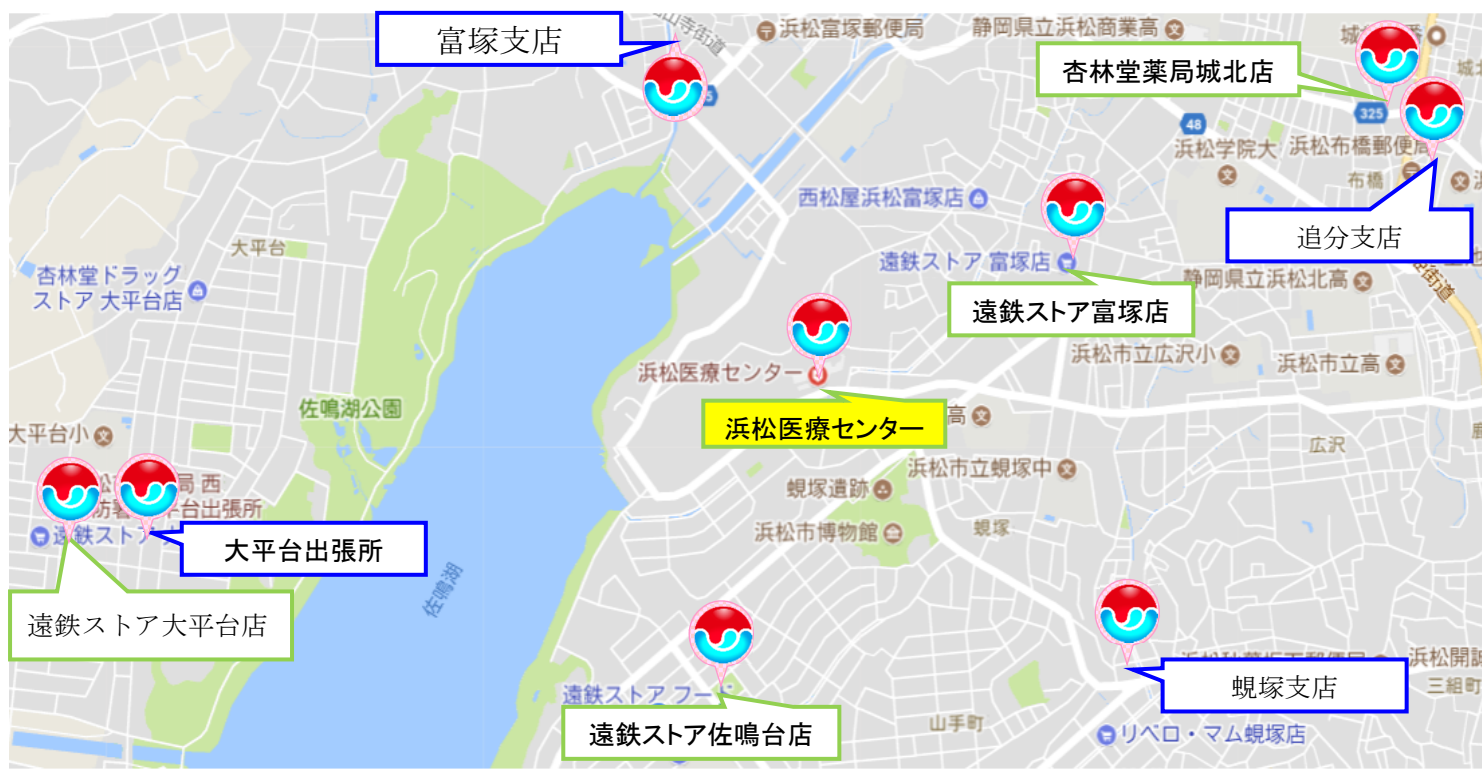 富塚支店
浜松富塚郵便局
静岡県立浜松商業高
杏林堂薬局城北店
325
48
浜松学院大
浜松布橋郵便局
布橋
西松屋浜松富塚店
追分支店
大平台
遠鉄ストア 富塚店
杏林堂ドラッグ
ストア 大平台店
静岡県立浜松北高
遠鉄ストア富塚店
浜松市立広沢小
浜松市立高
浜松医療センター
佐鳴湖公園
浜松医療センター
高
大平台小
広沢
浜松市立蜆塚中
蜆塚遺跡
局 西
台出張所
浜松市博物館
蜆塚
遠鉄スト
大平台出張所
佐鳴湖
遠鉄ストア大平台店
浜松開誠
三組町
蜆塚支店
遠鉄ストア フード
遠鉄ストア佐鳴台店
山手町
リベロ・マム蜆塚店